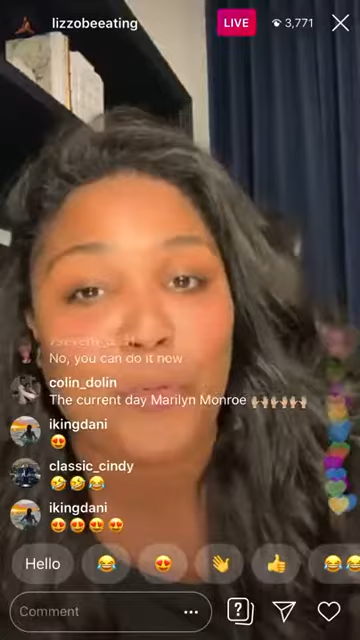 lizzobeeating
LIVE
3,771
No, you can do it now
colin_dolin
The current day Marilyn Monroe 🙌🏼🙌🏼🙌🏼🙌🏼
ikingdani
😍
classic_cindy
🤣🤣😂
ikingdani
😍😍😍😍
Hello 😂 😍 👋 👍 😂😂
Comment